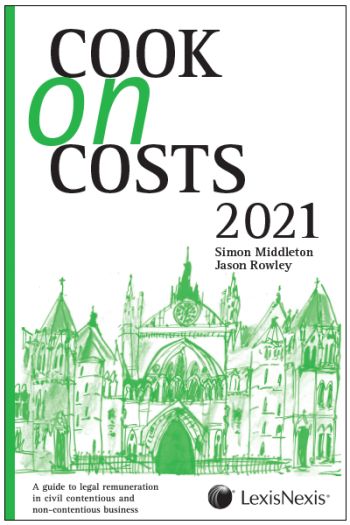 COOK
on
COSTS
2021
Simon Middleton
Jason Rowley
A guide to legal remuneration
in civil contentious and
non-contentious business
LexisNexis®